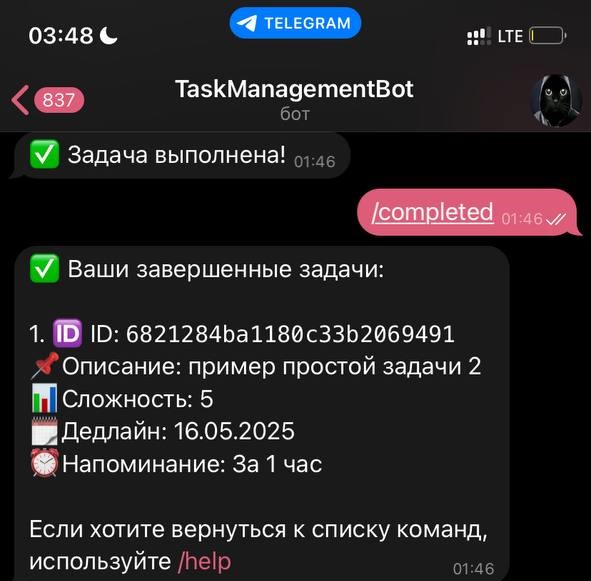 03:48
TELEGRAM
LTE
837
TaskManagementBot
бот
✅ Задача выполнена! 01:46
/completed 01:46
✅ Ваши завершенные задачи:
1. 🆔 ID: 6821284ba1180c33b2069491
📌Описание: пример простой задачи 2
📊Сложность: 5
🗓Дедлайн: 16.05.2025
⏰Напоминание: За 1 час
Если хотите вернуться к списку команд,
используйте /help 01:46